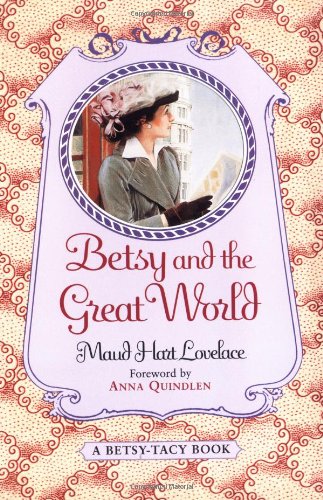 Betsy and the
Great World
Maud Hart Lovelace
Foreword by
ANNA QUINDLEN
A BETSY-TACY BOOK